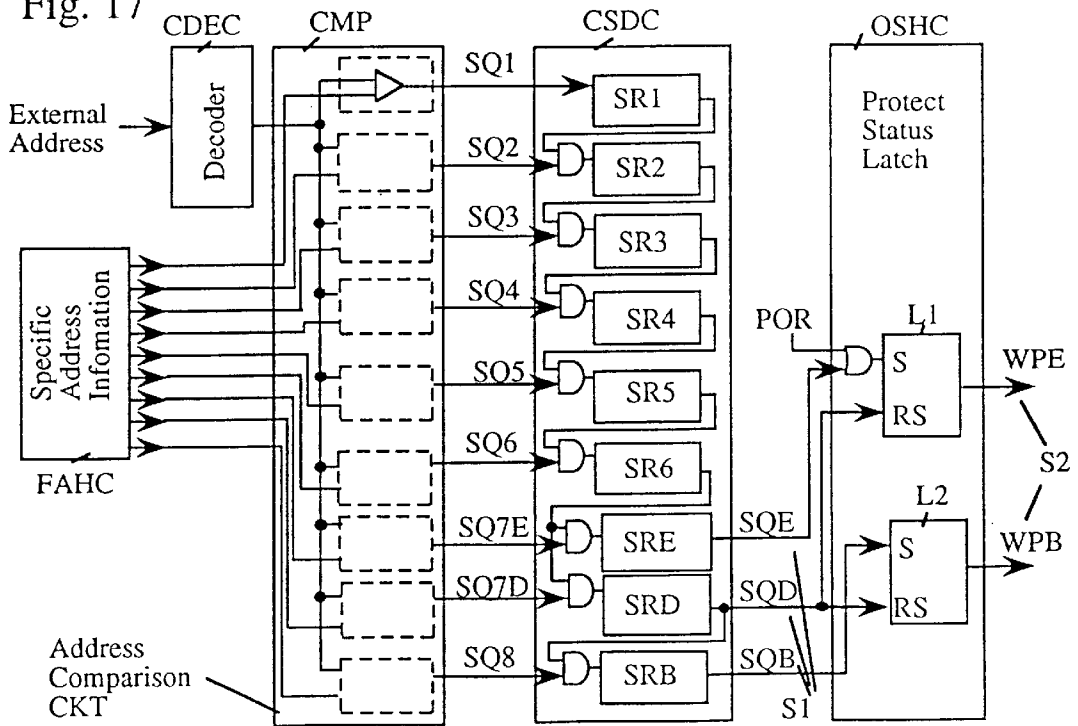 Fig. 17
CDEC
CMP
CSDC
OSHC
External
Address
Decoder
SQ1
SR1
Protect
Status
Latch
SQ2
SR2
SQ3
SR3
Specific
Address
Infomation
SQ4
SR4
POR
L1
S
RS
WPE
SQ5
SR5
SQ6
SR6
FAHC
S2
L2
SQ7E
SRE
SQE
S
WPB
SQ7D
SRD
SQD
RS
Address
Comparison
CKT
SQ8
SRB
SQB
S1